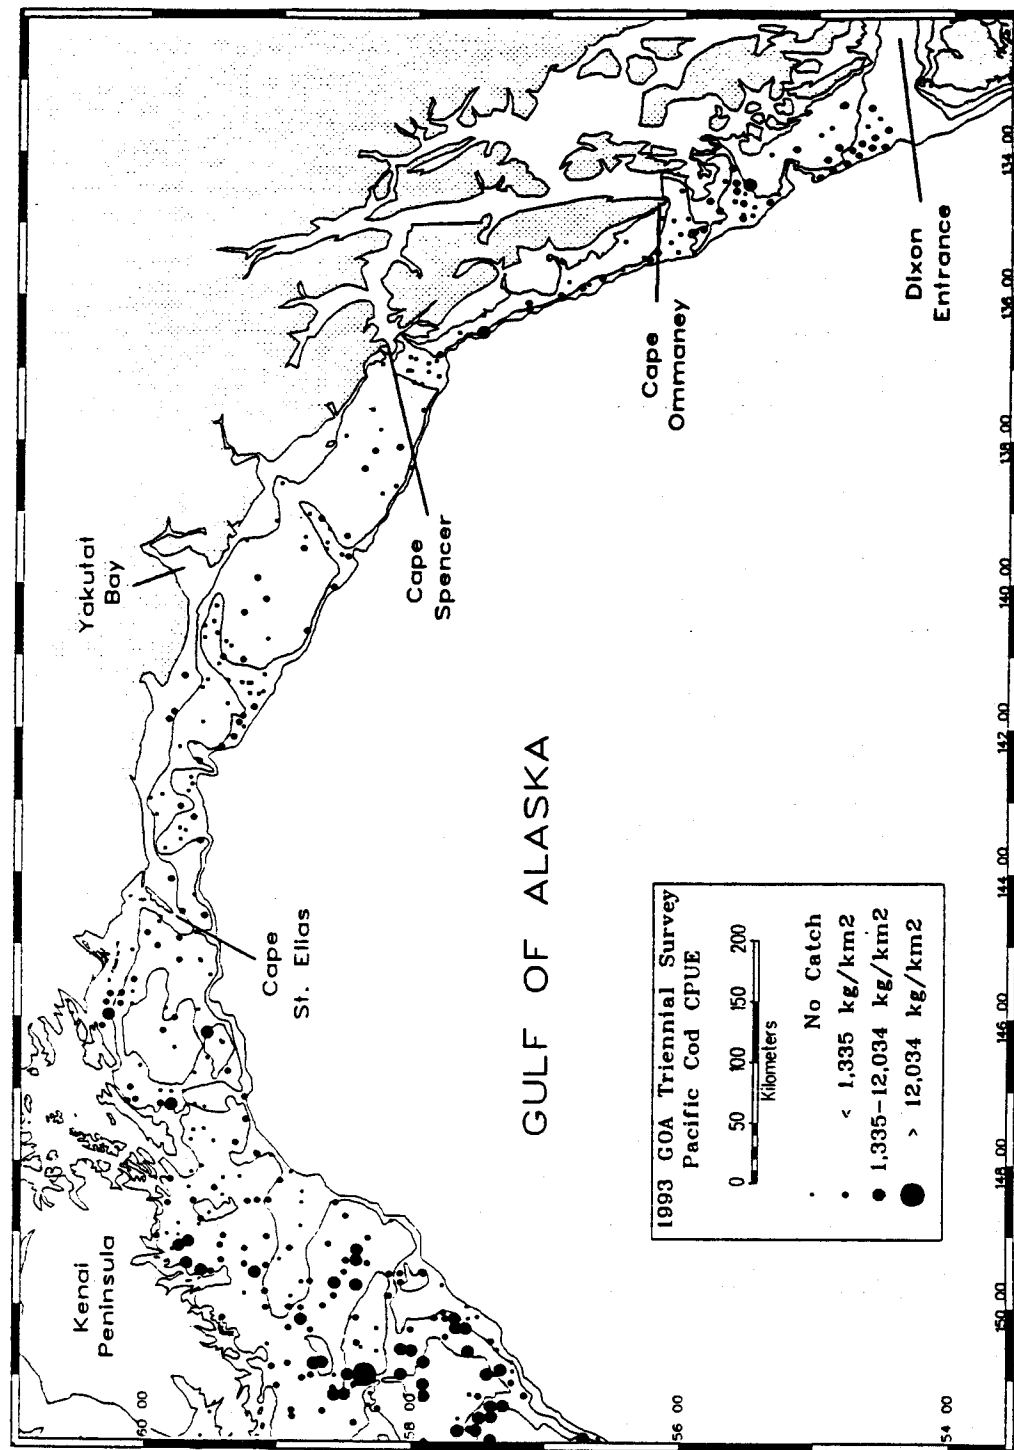 Yakutat
Bay
Kenai
Peninsula
Cape
St. Elias
Cape
Spencer
Cape
Ommaney
Dixon
Entrance
GULF OF ALASKA
1993 GOA Triennial Survey
Pacific Cod CPUE
0 50 100 150 200
Kilometers
No Catch
< 1,335 kg/km2
1,335-12,034 kg/km2
> 12,034 kg/km2
60 00
58 00
56 00
54 00
150 00
148 00
146 00
144 00
142 00
140 00
138 00
136 00
134 00